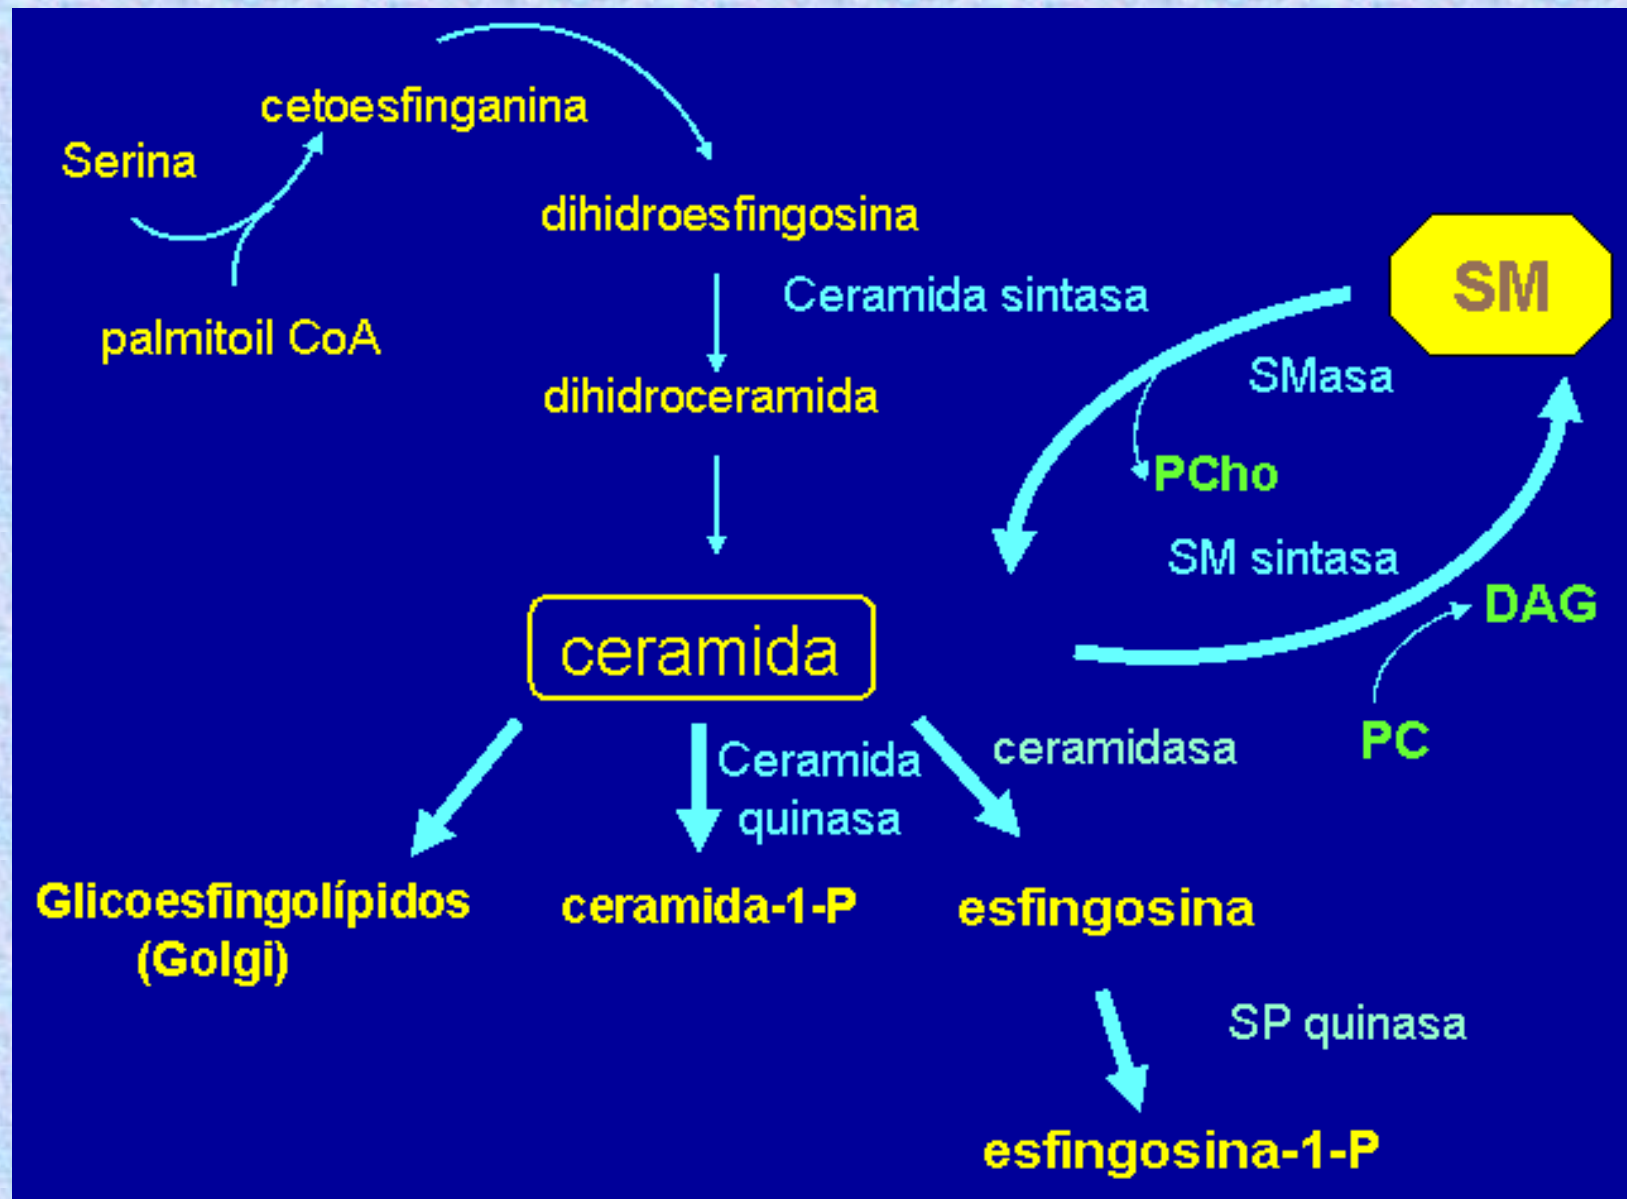 cetoesfinganina
Serina
palmitoil CoA
dihidroesfingosina
Ceramida sintasa
dihidroceramida
SM
SMasa
PCho
SM sintasa
DAG
PC
ceramida
Ceramida
quinasa
ceramidasa
Glicoesfingolípidos
(Golgi)
ceramida-1-P
esfingosina
SP quinasa
esfingosina-1-P